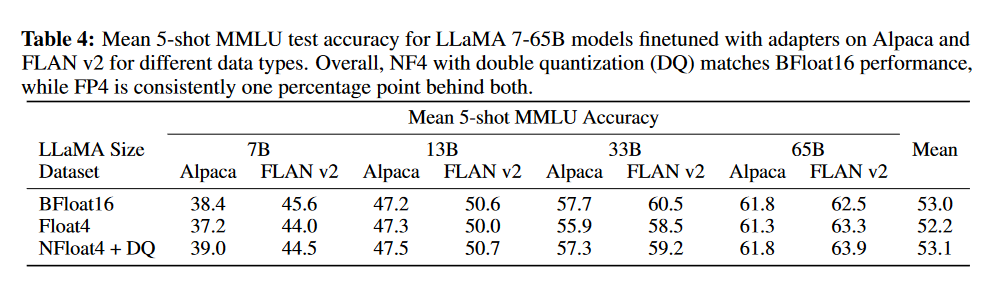 Table 4: Mean 5-shot MMLU test accuracy for LLaMA 7-65B models finetuned with adapters on Alpaca and
FLAN v2 for different data types. Overall, NF4 with double quantization (DQ) matches BFloat16 performance,
while FP4 is consistently one percentage point behind both.
Mean 5-shot MMLU Accuracy
LLaMA Size 7B 13B 33B 65B Mean
Dataset Alpaca FLAN v2 Alpaca FLAN v2 Alpaca FLAN v2 Alpaca FLAN v2
BFloat16 38.4 45.6 47.2 50.6 57.7 60.5 61.8 62.5 53.0
Float4 37.2 44.0 47.3 50.0 55.9 58.5 61.3 63.3 52.2
NFloat4 + DQ 39.0 44.5 47.5 50.7 57.3 59.2 61.8 63.9 53.1